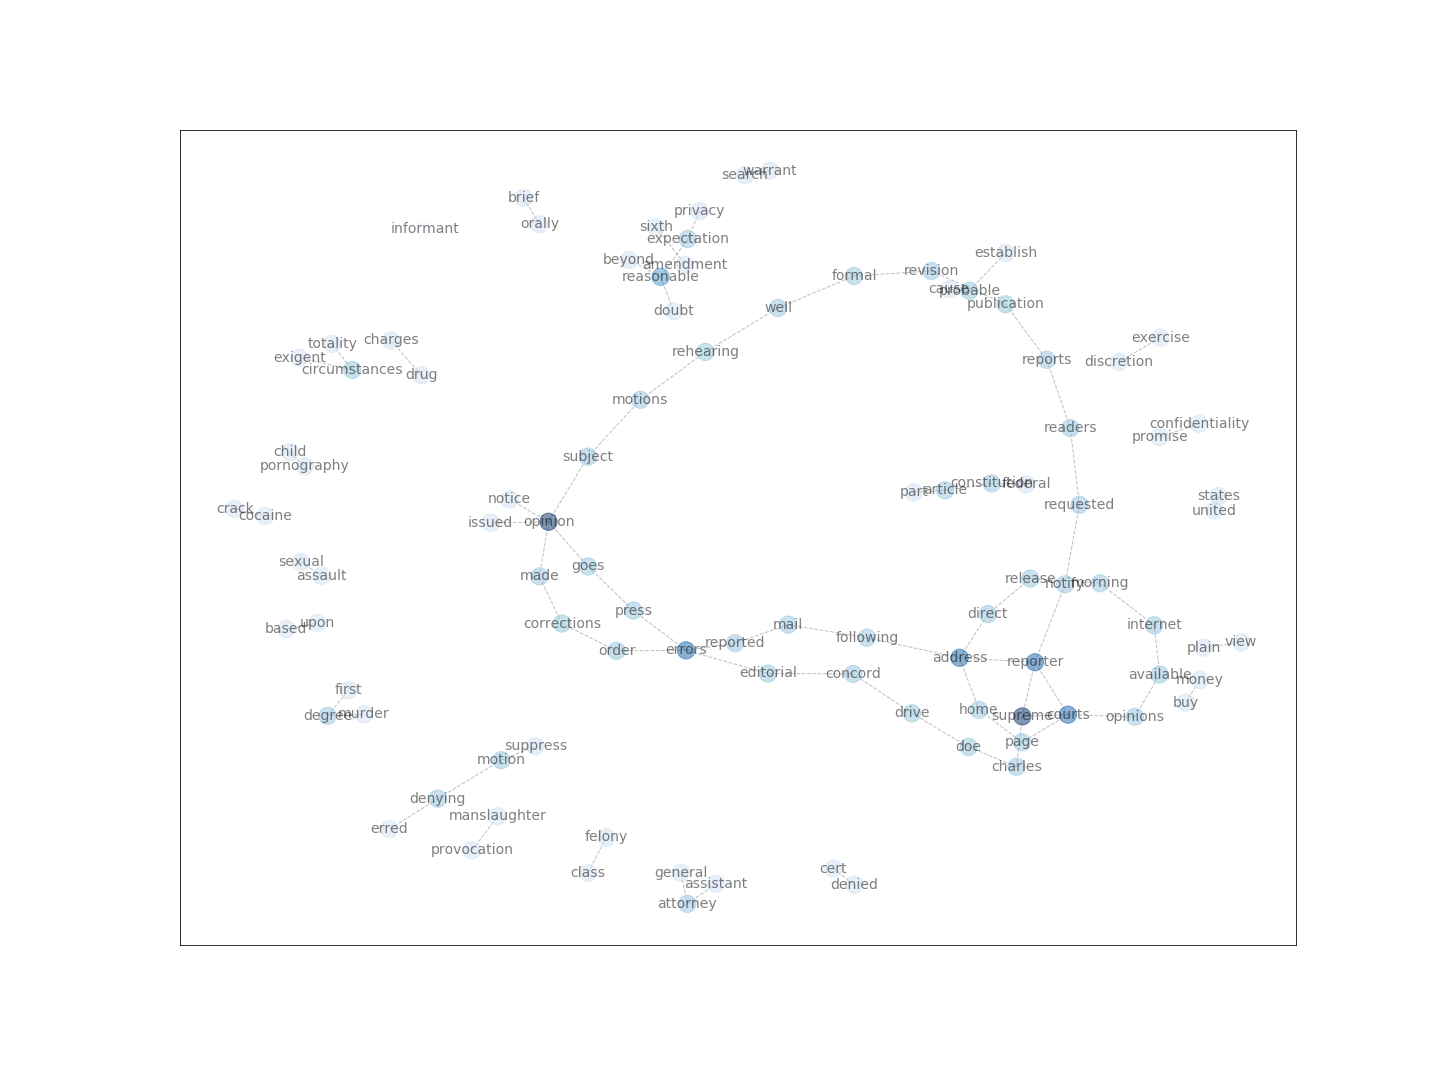 search
warrant
brief
privacy
orally
sixth
informant
expectation
establish
beyond
amendment
reasonable
formal
revision
cause
probable
publication
well
doubt
exercise
totality
charges
rehearing
exigent
reports
discretion
circumstances
drug
motions
confidentiality
readers
promise
child
subject
pornography
constitution
federal
part
article
states
notice
requested
united
crack
cocaine
issued
opinion
sexual
goes
assault
made
release
notify
morning
press
direct
based
upon
corrections
mail
internet
following
order
errors
reported
plain
view
address
reporter
editorial
concord
available
money
first
buy
degree
murder
drive
home
supreme
courts
opinions
suppress
doe
page
motion
charles
denying
manslaughter
erred
felony
provocation
class
general
cert
assistant
denied
attorney